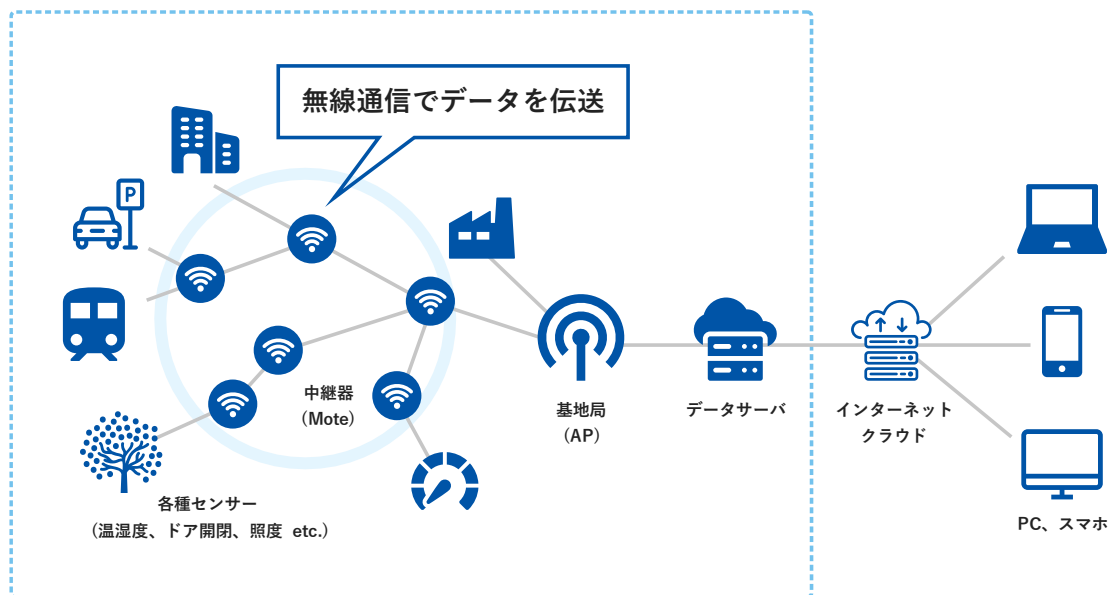 無線通信でデータを伝送
P
中継器
（Mote）
基地局
（AP）
データサーバ
インターネット
クラウド
各種センサー
（温湿度、ドア開閉、照度 etc.）
PC、スマホ